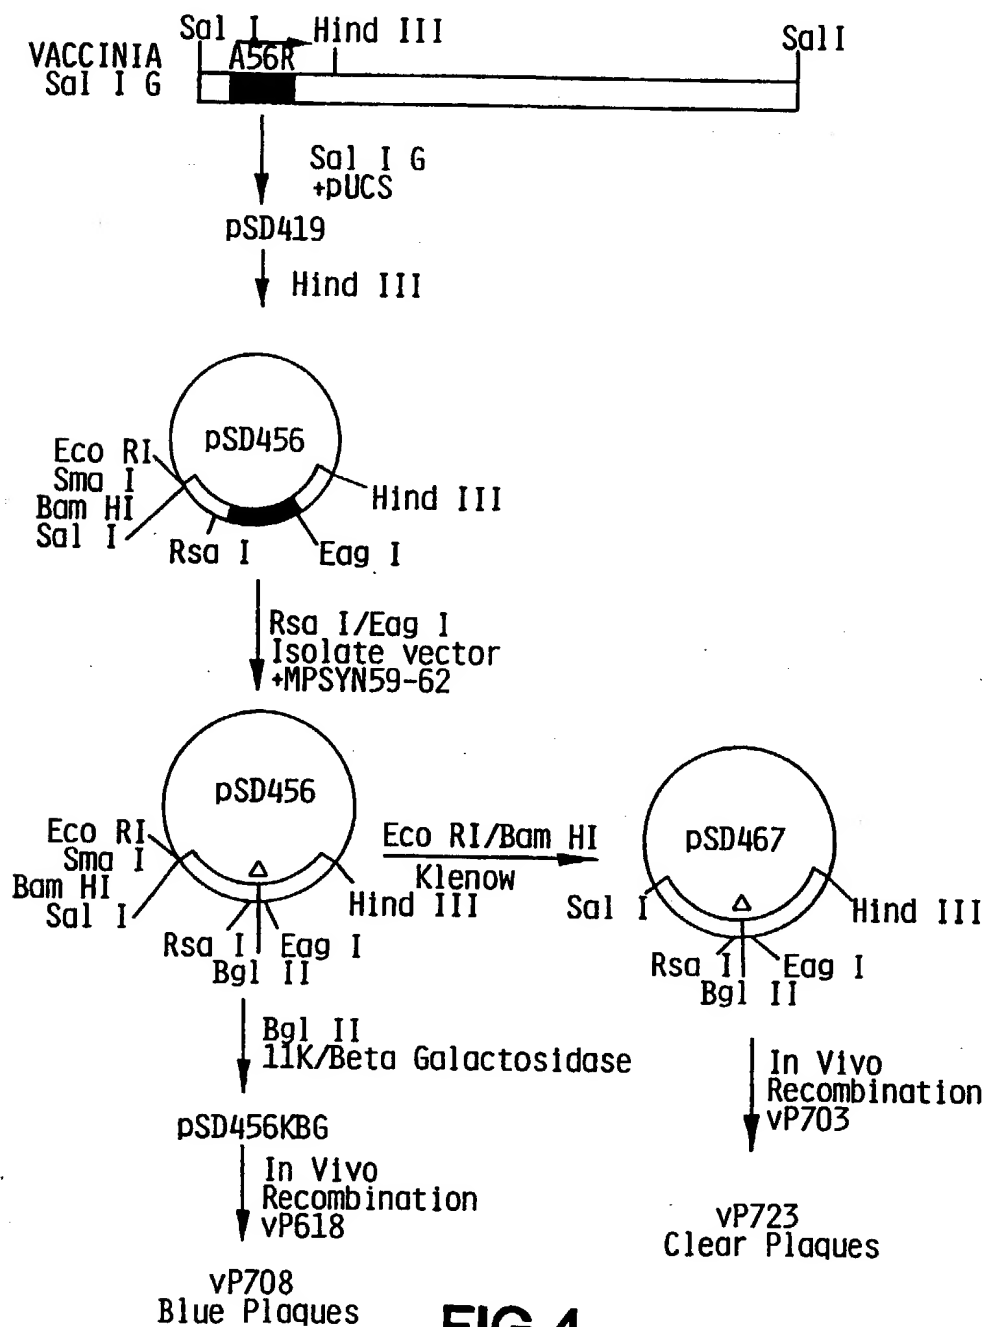 Sal I
Hind III
Sal I
VACCINIA
A56R
Sal I G
Sal I G
+pUCS
pSD419
Hind III
pSD456
Eco RI
Sma I
Bam HI
Sal I
Hind III
Rsa I
Eag I
Rsa I/Eag I
Isolate vector
+MPSYN59-62
pSD456
Eco RI
Sma I
Bam HI
Sal I
Δ
Hind III
Rsa I
Eag I
Bgl II
Eco RI/Bam HI
Klenow
pSD467
Sal I
Δ
Hind III
Rsa I
Eag I
Bgl II
Bgl II
11K/Beta Galactosidase
pSD456KBG
In Vivo
Recombination
vP618
vP708
Blue Plaques
In Vivo
Recombination
vP703
vP723
Clear Plaques
FIG.4